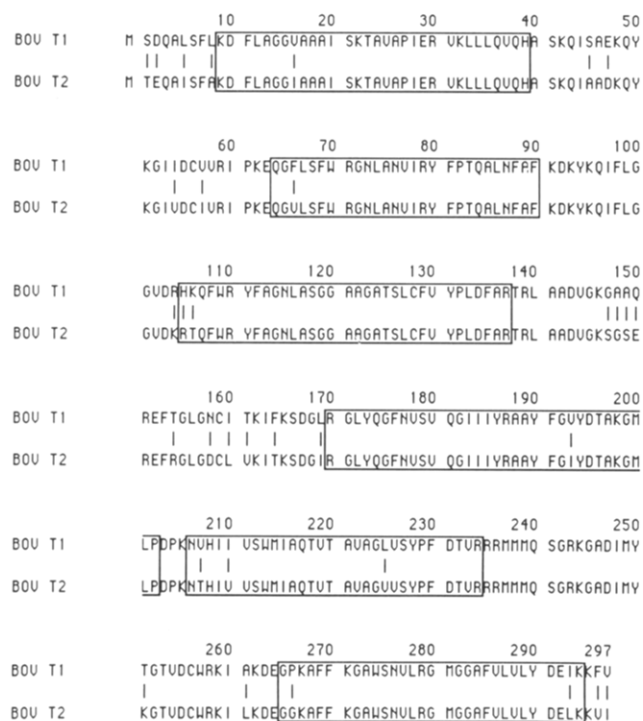 10 20 30 40 50
BOV T1 M SDQALSFLKD FLAGGVAAAI SKTAVAPIER VKLLLQVQHA SKQISAEKQY
BOV T2 M TEQAISFAKD FLAGGIAAAI SKTAVAPIER VKLLLQVQHA SKQIAADKQY
60 70 80 90 100
BOV T1 KGIIDCVVRI PKEQGFLSFW RGNLANVIRY FPTQALNFAF KDKYKQIFLG
BOV T2 KGIVDCIVRI PKEQGVLSFW RGNLANVIRY FPTQALNFAF KDKYKQIFLG
110 120 130 140 150
BOV T1 GVDRHKQFWR YFAGNLASGG AAGATSLCFV YPLDFARTRL AADVGKGAAQ
BOV T2 GVDKRTQFWR YFAGNLASGG AAGATSLCFV YPLDFARTRL AADVGKSGSE
160 170 180 190 200
BOV T1 REFTGLGNCI TKIFKSDGLR GLYQGFNVSV QGIIIYRAAY FGVYDTAKGM
BOV T2 REFRGLGDCL VKITKSDGIR GLYQGFNVSV QGIIIYRAAY FGIYDTAKGM
210 220 230 240 250
BOV T1 LPDPKNVHII VSWMIAQTVT AVAGLVSYPF DTVRRRMMMQ SGRKGADIMY
BOV T2 LPDPKNTHIV VSWMIAQTVT AVAGVVSYPF DTVRRRMMMQ SGRKGADIMY
260 270 280 290 297
BOV T1 TGTVDCWRKI AKDEGPKAFF KGAWSNVLRG MGGAFVLVLY DEIKKFV
BOV T2 KGTVDCWRKI LKDEGGKAFF KGAWSNVLRG MGGAFVLVLY DELKKVI